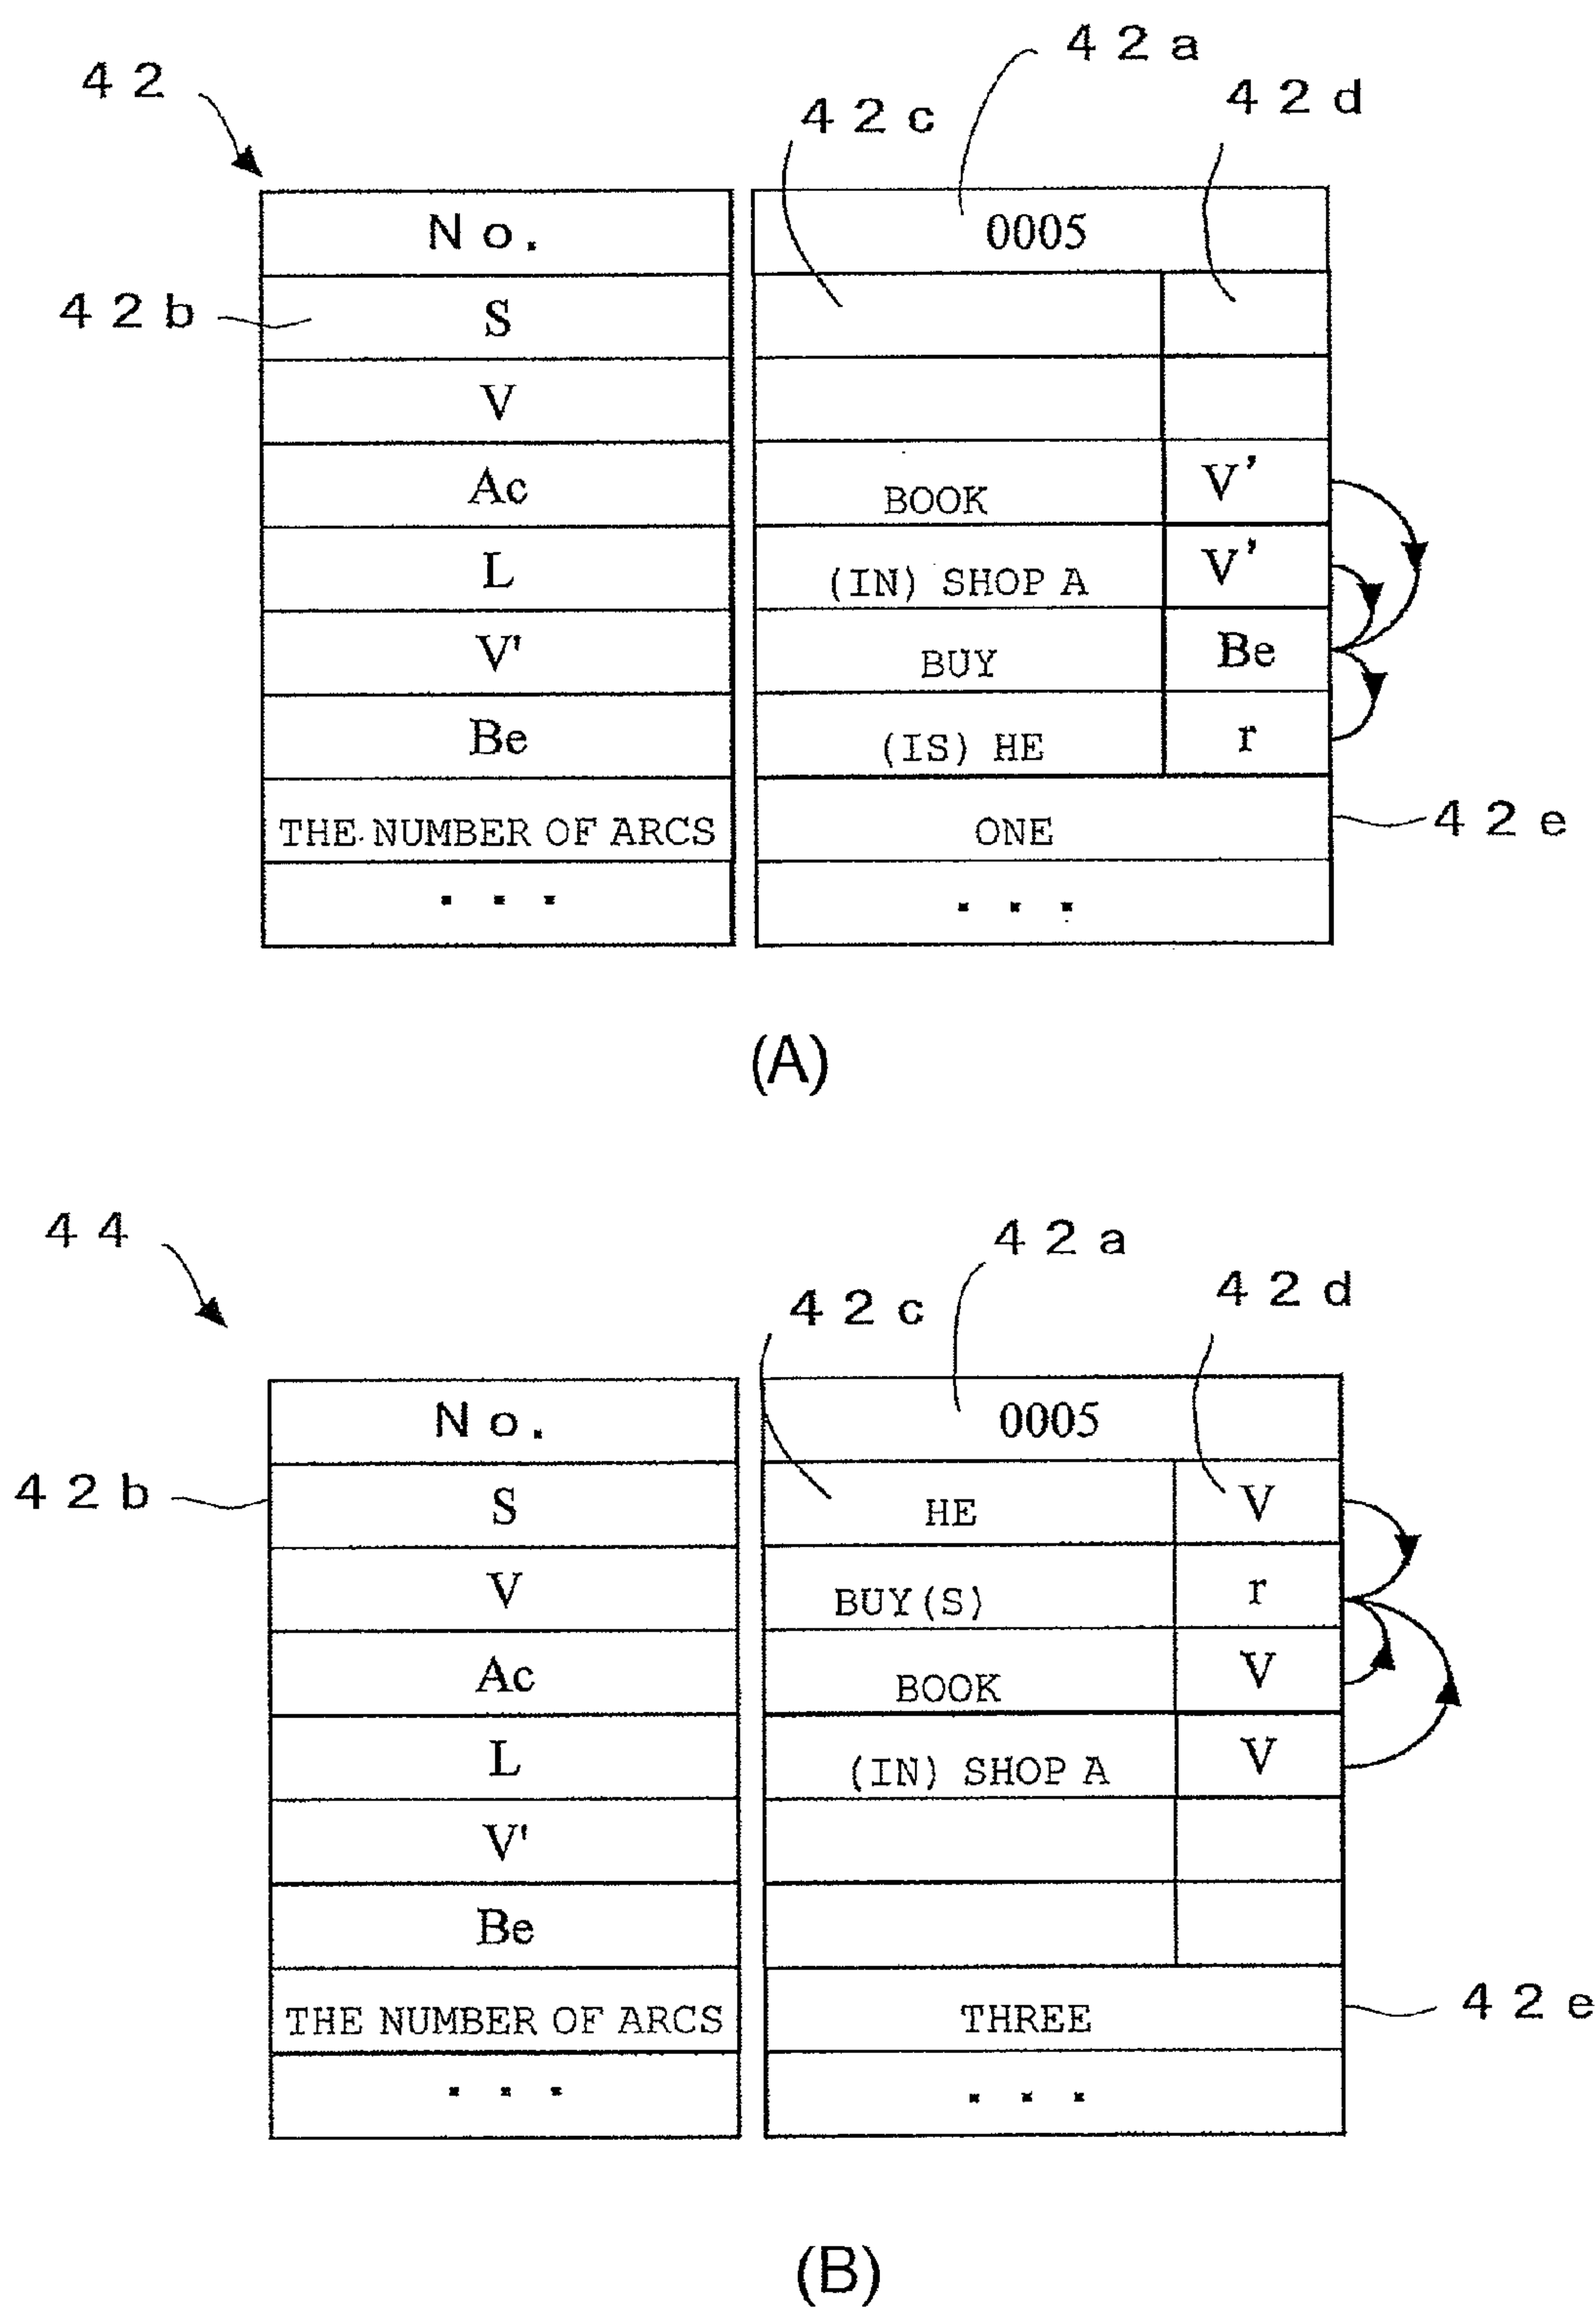 42a
42
42c
42d
No. 0005
42b S
V
Ac BOOK V’
L (IN) SHOP A V’
V' BUY Be
Be (IS) HE r
THE NUMBER OF ARCS ONE 42e
. . . . . .
(A)
44
42a
42c
42d
No. 0005
42b S HE V
V BUY(S) r
Ac BOOK V
L (IN) SHOP A V
V'
Be
THE NUMBER OF ARCS THREE 42e
. . . . . .
(B)